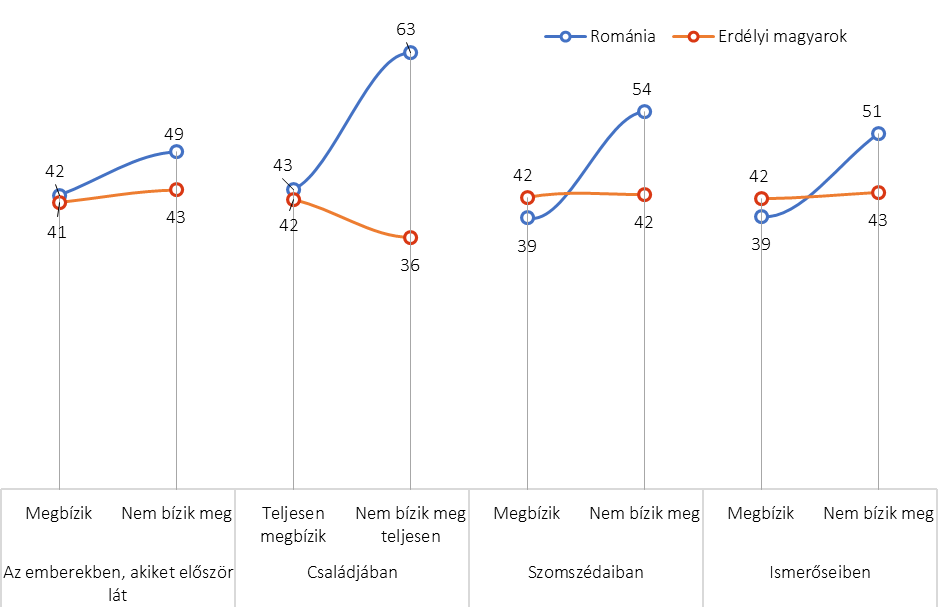 63
Románia
Erdélyi magyarok
54
51
49
42
43
42
42
41
43
42
39
42
39
43
36
Megbízik
Nem bízik meg
Teljesen
megbízik
Nem bízik meg
teljesen
Megbízik
Nem bízik meg
Megbízik
Nem bízik meg
Az emberekben, akiket először
lát
Családjában
Szomszédaiban
Ismerőseiben